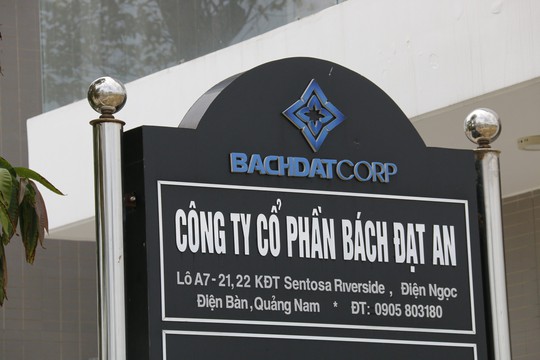 BACHDATCORP
CÔNG TY CỔ PHẦN BÁCH ĐẠT AN
Lô A7 - 21, 22 KĐT Sentosa Riverside , Điện Ngọc
Điện Bàn , Quảng Nam * ĐT: 0905 803180